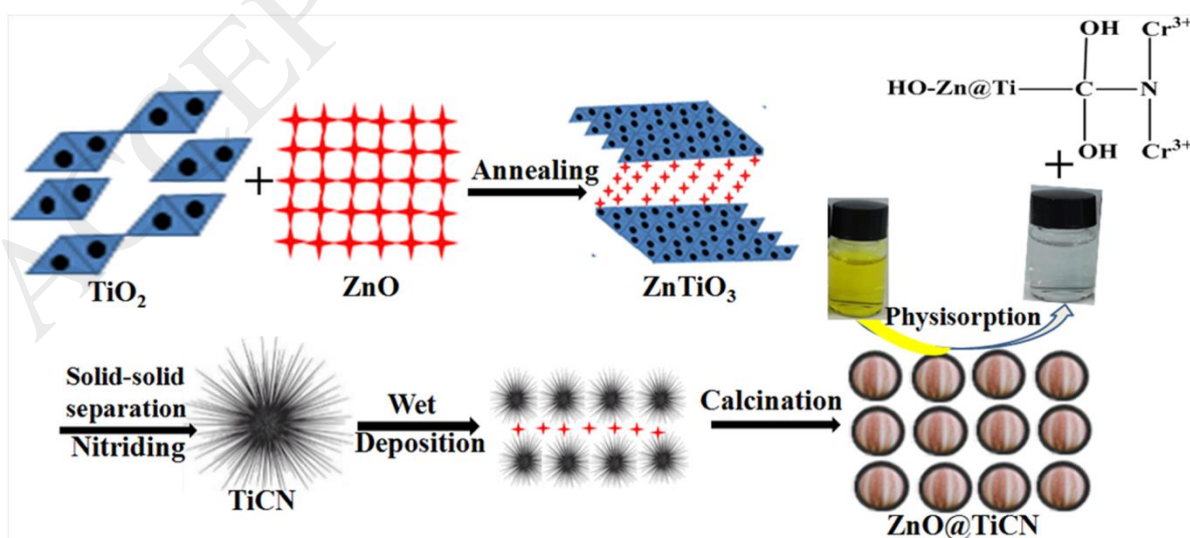 ACCEP
OH
Cr³⁺
HO-Zn@Ti
C
N
OH
Cr³⁺
+
+
Annealing
TiO₂
ZnO
ZnTiO₃
Physisorption
Solid-solid
separation
Nitriding
TiCN
Wet
Deposition
Calcination
ZnO@TiCN